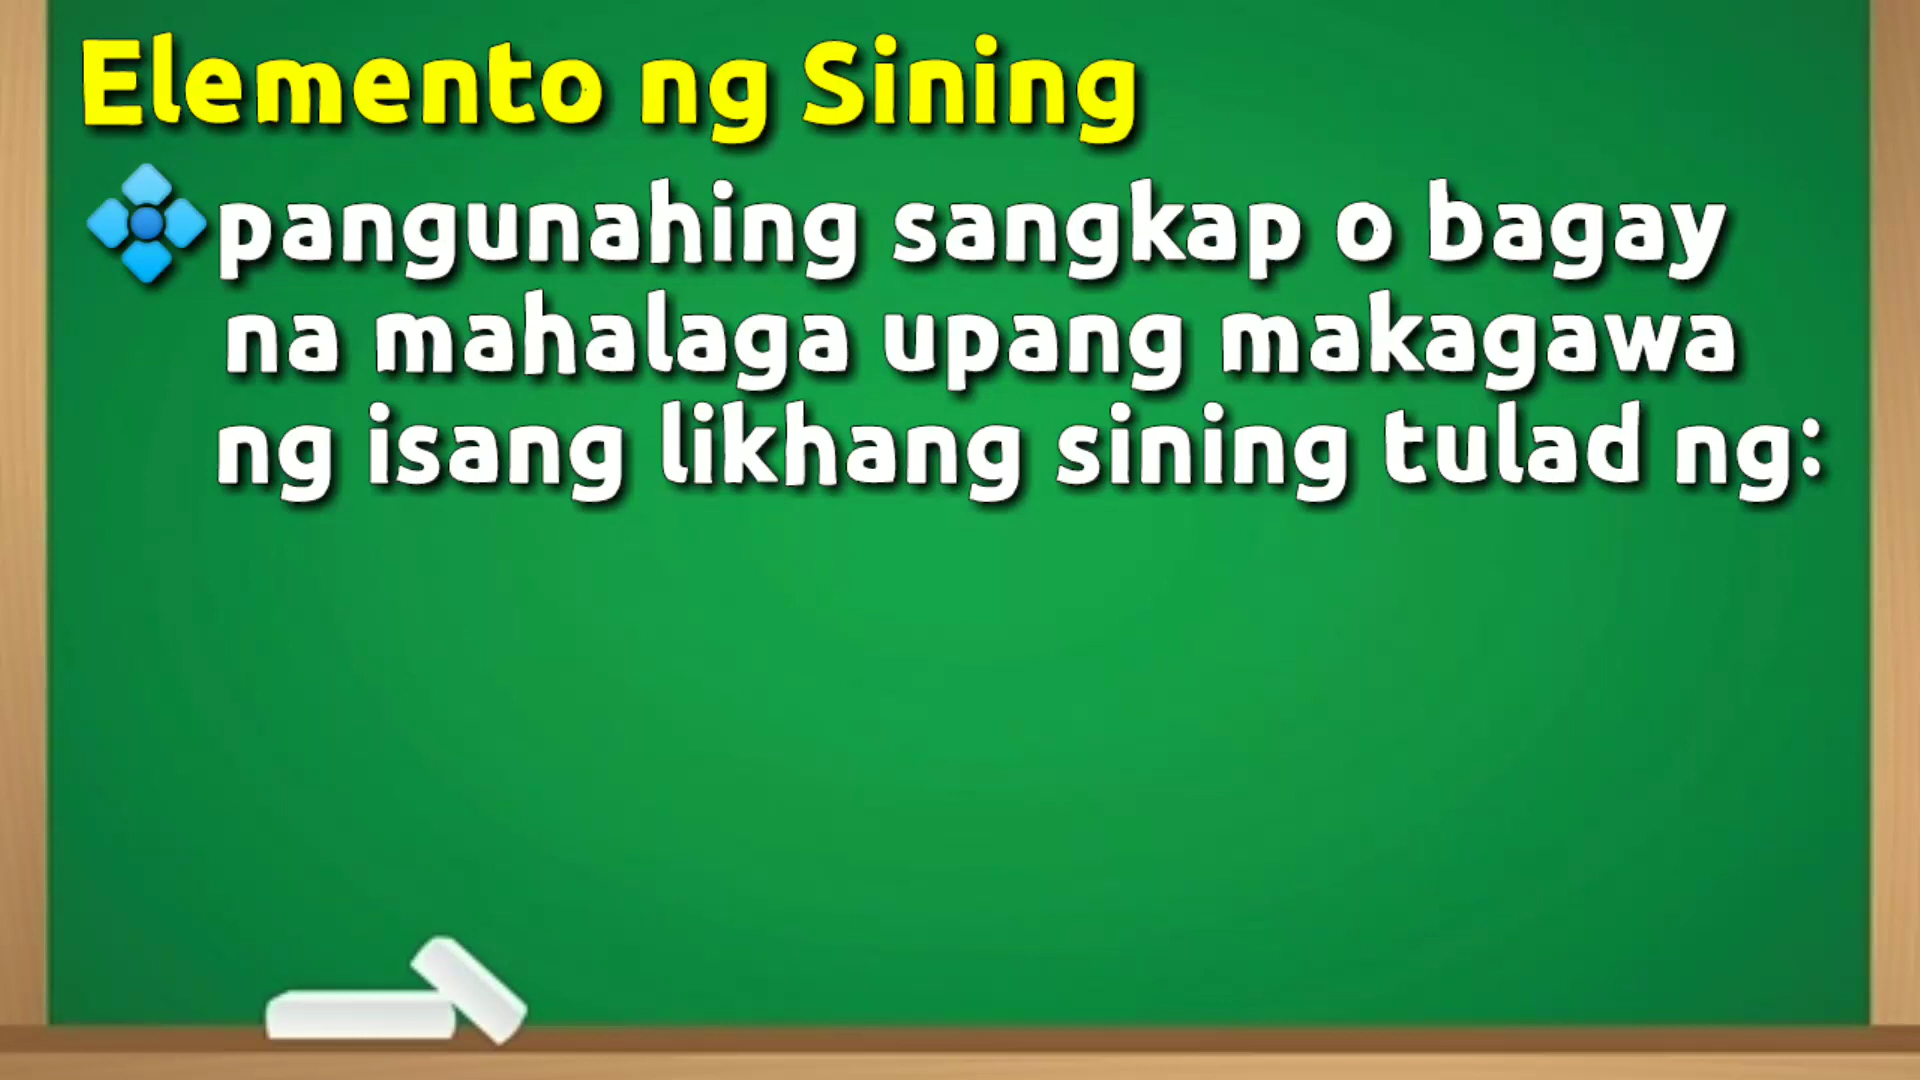 Elemento ng Sining
pangunahing sangkap o bagay
na mahalaga upang makagawa
ng isang likhang sining tulad ng: